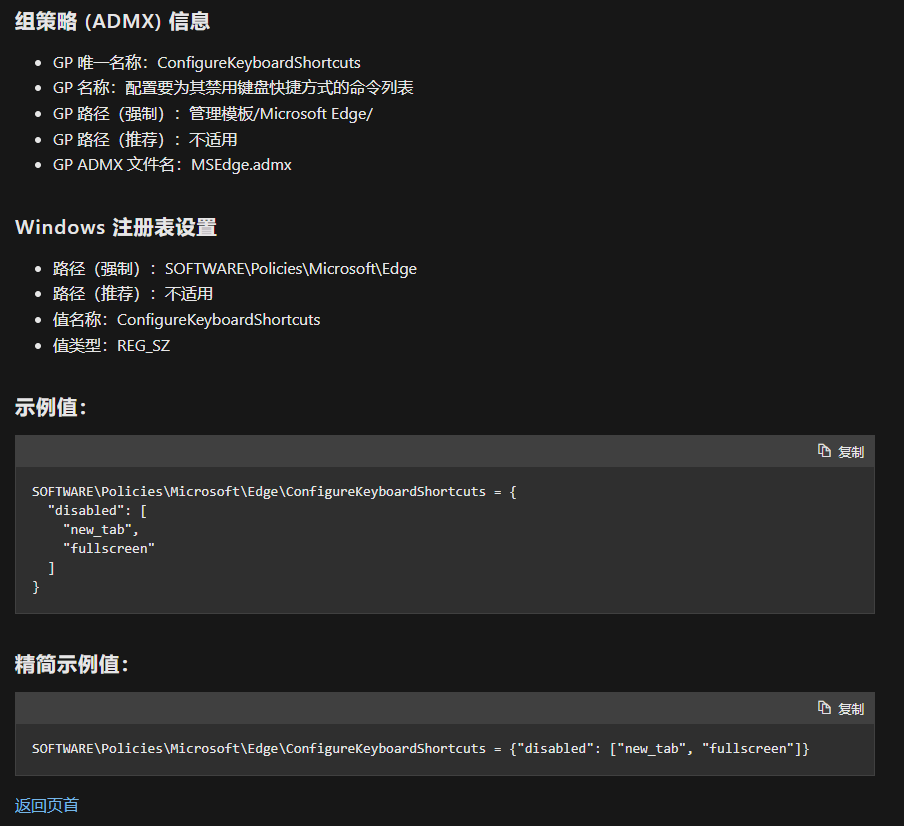 组策略 (ADMX) 信息
• GP 唯一名称：ConfigureKeyboardShortcuts
• GP 名称：配置要为其禁用键盘快捷方式的命令列表
• GP 路径（强制）：管理模板/Microsoft Edge/
• GP 路径（推荐）：不适用
• GP ADMX 文件名：MSEdge.admx
Windows 注册表设置
• 路径（强制）：SOFTWARE\Policies\Microsoft\Edge
• 路径（推荐）：不适用
• 值名称：ConfigureKeyboardShortcuts
• 值类型：REG_SZ
示例值：
复制
SOFTWARE\Policies\Microsoft\Edge\ConfigureKeyboardShortcuts = {
  "disabled": [
    "new_tab",
    "fullscreen"
  ]
}
精简示例值：
复制
SOFTWARE\Policies\Microsoft\Edge\ConfigureKeyboardShortcuts = {"disabled": ["new_tab", "fullscreen"]}
返回页首